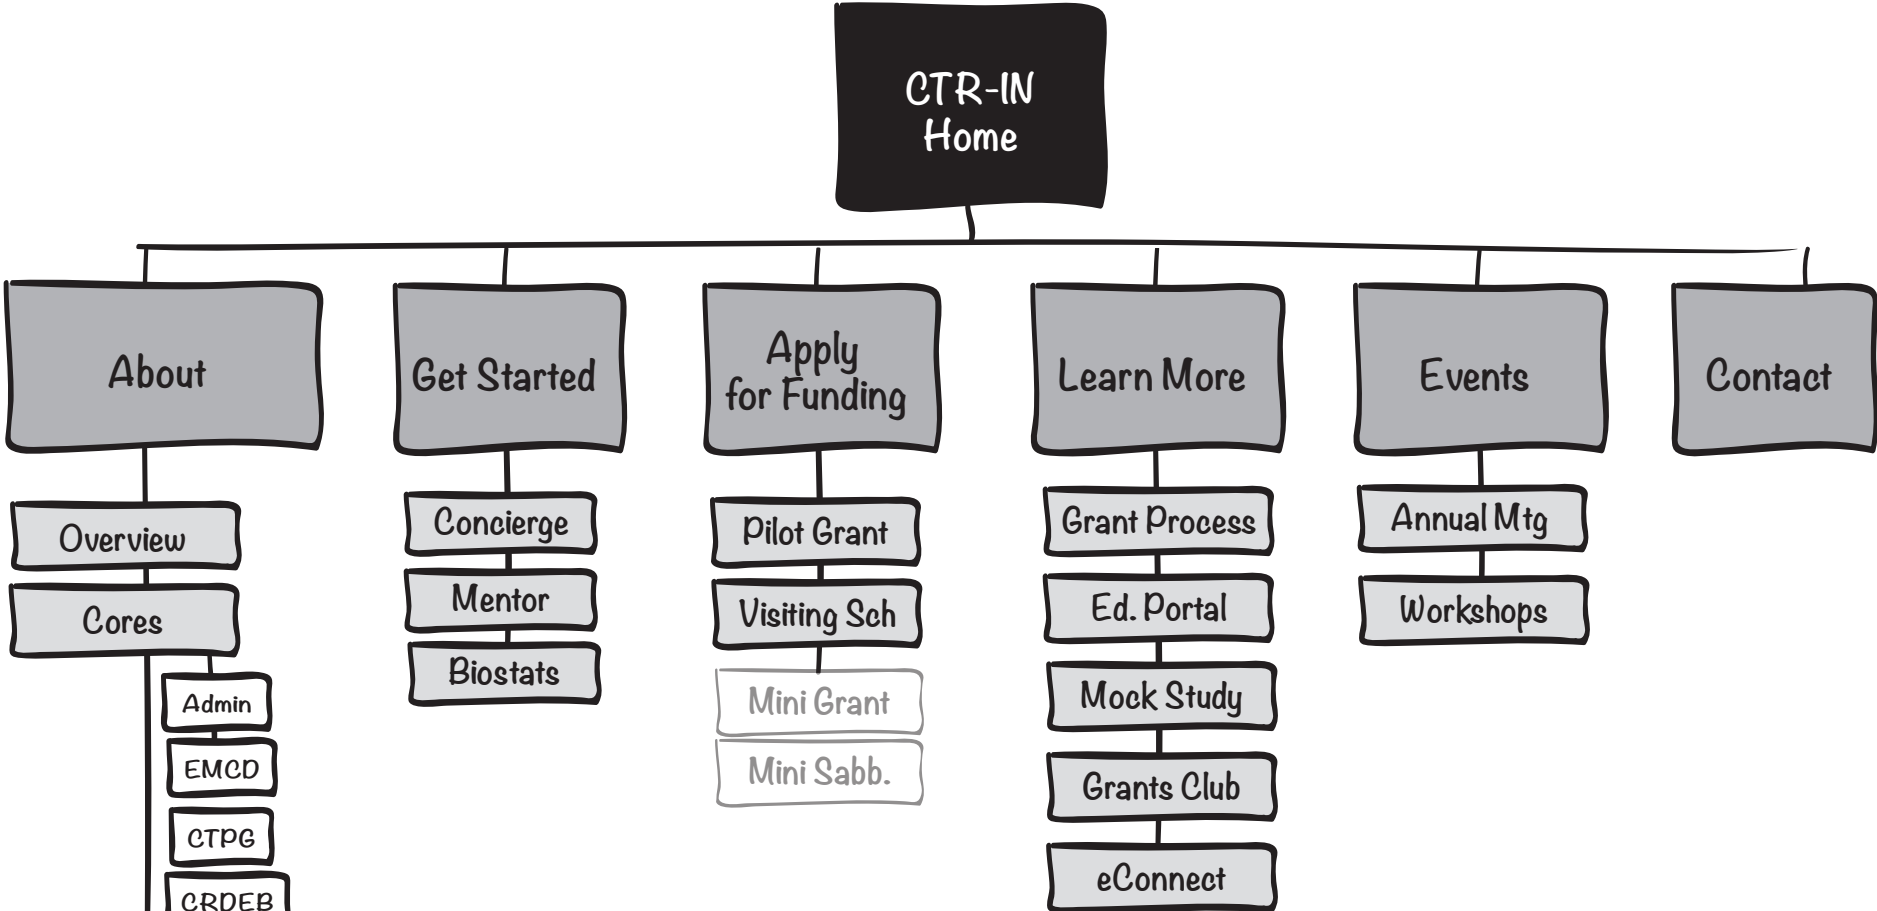 CTR-IN
Home
About
Get Started
Apply
for Funding
Learn More
Events
Contact
Overview
Cores
Admin
EMCD
CTPG
CRDEB
Concierge
Mentor
Biostats
Pilot Grant
Visiting Sch
Mini Grant
Mini Sabb.
Grant Process
Ed. Portal
Mock Study
Grants Club
eConnect
Annual Mtg
Workshops